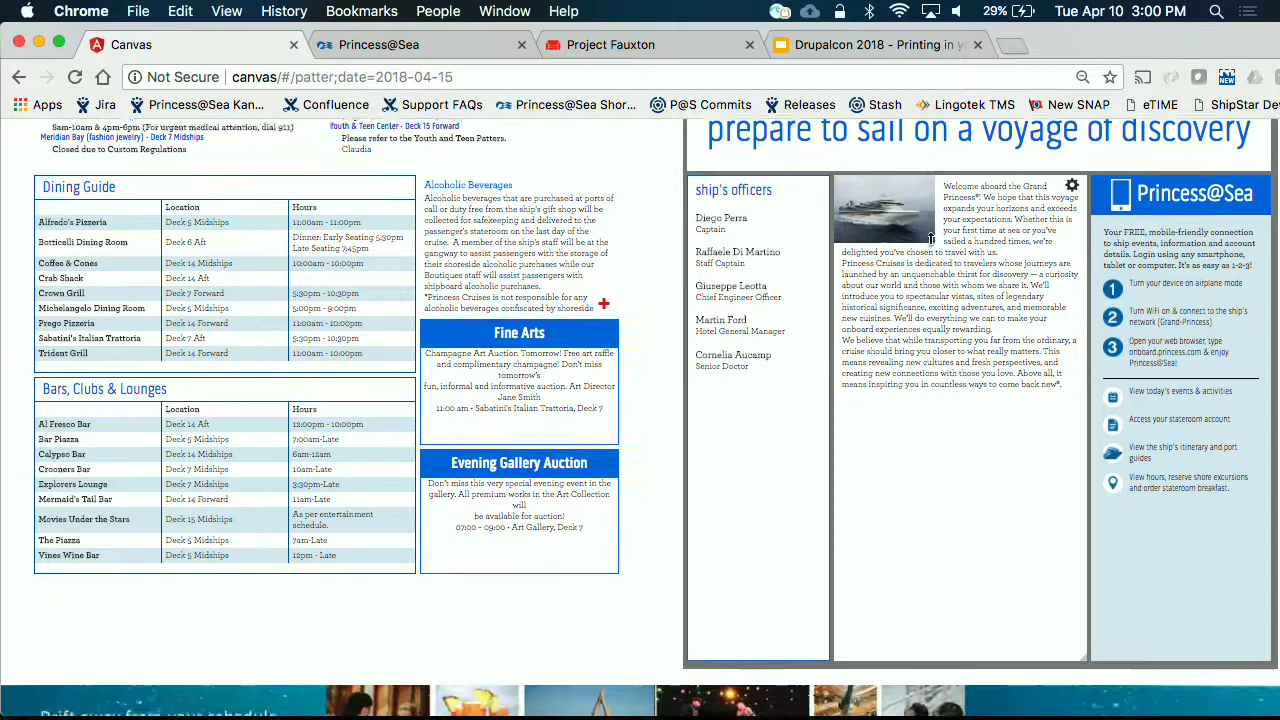 Chrome File Edit View History Bookmarks People Window Help 29% Tue Apr 10 3:00 PM
Canvas Princess@Sea Project Fauxton Drupalcon 2018 - Printing in y
Not Secure canvas/#/patter;date=2018-04-15
Apps Jira Princess@Sea Kan... Confluence Support FAQs Princess@Sea Shor... P@S Commits Releases Stash Lingotek TMS New SNAP eTIME ShipStar De
6am-10am & 4pm-6pm (For urgent medical attention, dial 911)
Meridian Bay (fashion jewelry) - Deck 7 Midships
Closed due to Custom Regulations
Youth & Teen Center - Deck 15 Forward
Please refer to the Youth and Teen Patters.
Claudia
Dining Guide
Location Hours
Alfredo's Pizzeria Deck 5 Midships 11:00am - 11:00pm
Botticelli Dining Room Deck 6 Aft Dinner: Early Seating 5:30pm
Late Seating 7:45pm
Coffee & Cones Deck 14 Midships 10:00am - 10:00pm
Crab Shack Deck 14 Aft
Crown Grill Deck 7 Forward 5:30pm - 10:30pm
Michelangelo Dining Room Deck 5 Midships 5:00pm - 9:00pm
Prego Pizzeria Deck 14 Forward 11:00am - 10:00pm
Sabatini's Italian Trattoria Deck 7 Aft 5:30pm - 10:30pm
Trident Grill Deck 14 Forward 11:00am - 10:00pm
Bars, Clubs & Lounges
Location Hours
Al Fresco Bar Deck 14 Aft 12:00pm - 10:00pm
Bar Piazza Deck 5 Midships 7:00am-Late
Calypso Bar Deck 14 Midships 6am-12am
Crooners Bar Deck 7 Midships 10am-Late
Explorers Lounge Deck 7 Midships 3:30pm-Late
Mermaid's Tail Bar Deck 14 Forward 11am-Late
Movies Under the Stars Deck 15 Midships As per entertainment
schedule.
The Piazza Deck 5 Midships 7am-Late
Vines Wine Bar Deck 5 Midships 12pm - Late
Alcoholic Beverages
Alcoholic beverages that are purchased at ports of
call or duty free from the ship's gift shop will be
collected for safekeeping and delivered to the
passenger's stateroom on the last day of the
cruise. A member of the ship's staff will be at the
gangway to assist passengers with the storage of
their shoreside alcoholic purchases while our
Boutiques staff will assist passengers with
shipboard alcoholic purchases.
*Princess Cruises is not responsible for any
alcoholic beverages confiscated by shoreside
Fine Arts
Champagne Art Auction Tomorrow! Free art raffle
and complimentary champagne! Don't miss
tomorrow's
fun, informal and informative auction. Art Director
Jane Smith
11:00 am • Sabatini's Italian Trattoria, Deck 7
Evening Gallery Auction
Don't miss this very special evening event in the
gallery. All premium works in the Art Collection
will
be available for auction!
07:00 – 09:00 • Art Gallery, Deck 7
prepare to sail on a voyage of discovery
ship's officers
Diego Perra
Captain
Raffaele Di Martino
Staff Captain
Giuseppe Leotta
Chief Engineer Officer
Martin Ford
Hotel General Manager
Cornelia Aucamp
Senior Doctor
Welcome aboard the Grand
Princess®! We hope that this voyage
expands your horizons and exceeds
your expectations. Whether this is
your first time at sea or you've
sailed a hundred times, we're
delighted you've chosen to travel with us.
Princess Cruises is dedicated to travelers whose journeys are
launched by an unquenchable thirst for discovery — a curiosity
about our world and those with whom we share it. We'll
introduce you to spectacular vistas, sites of legendary
historical significance, exciting adventures, and memorable
new cuisines. We'll do everything we can to make your
onboard experiences equally rewarding.
We believe that while transporting you far from the ordinary, a
cruise should bring you closer to what really matters. This
means revealing new cultures and fresh perspectives, and
creating new connections with those you love. Above all, it
means inspiring you in countless ways to come back new®.
Princess@Sea
Your FREE, mobile-friendly connection
to ship events, information and account
details. Login using any smartphone,
tablet or computer. It's as easy as 1-2-3!
1 Turn your device on airplane mode
2 Turn WiFi on & connect to the ship's
network (Grand-Princess)
3 Open your web browser, type
onboard.princess.com & enjoy
Princess@Sea!
View today's events & activities
Access your stateroom account
View the ship's itinerary and port
guides
View hours, reserve shore excursions
and order stateroom breakfast.
Drift away from your schedule